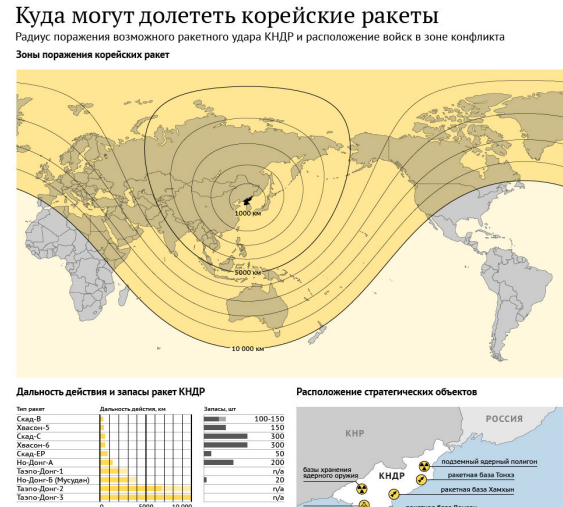 Куда могут долететь корейские ракеты
Радиус поражения возможного ракетного удара КНДР и расположение войск в зоне конфликта
Зоны поражения корейских ракет
1000 км
5000 км
10 000 км
Дальность действия и запасы ракет КНДР
Тип ракет Дальность действия, км Запасы, шт
Скад-В 100-150
Хвасон-5 150
Скад-С 300
Хвасон-6 300
Скад-ЕР 50
Но-Донг-А 200
Таэпо-Донг-1 n/a
Но-Донг-Б (Мусудан) 20
Таэпо-Донг-2 n/a
Таэпо-Донг-3 n/a
0 5000 10 000
Расположение стратегических объектов
РОССИЯ
КНР
подземный ядерный полигон
базы хранения
ядерного оружия
КНДР
ракетная база Тонхэ
ракетная база Хамхын